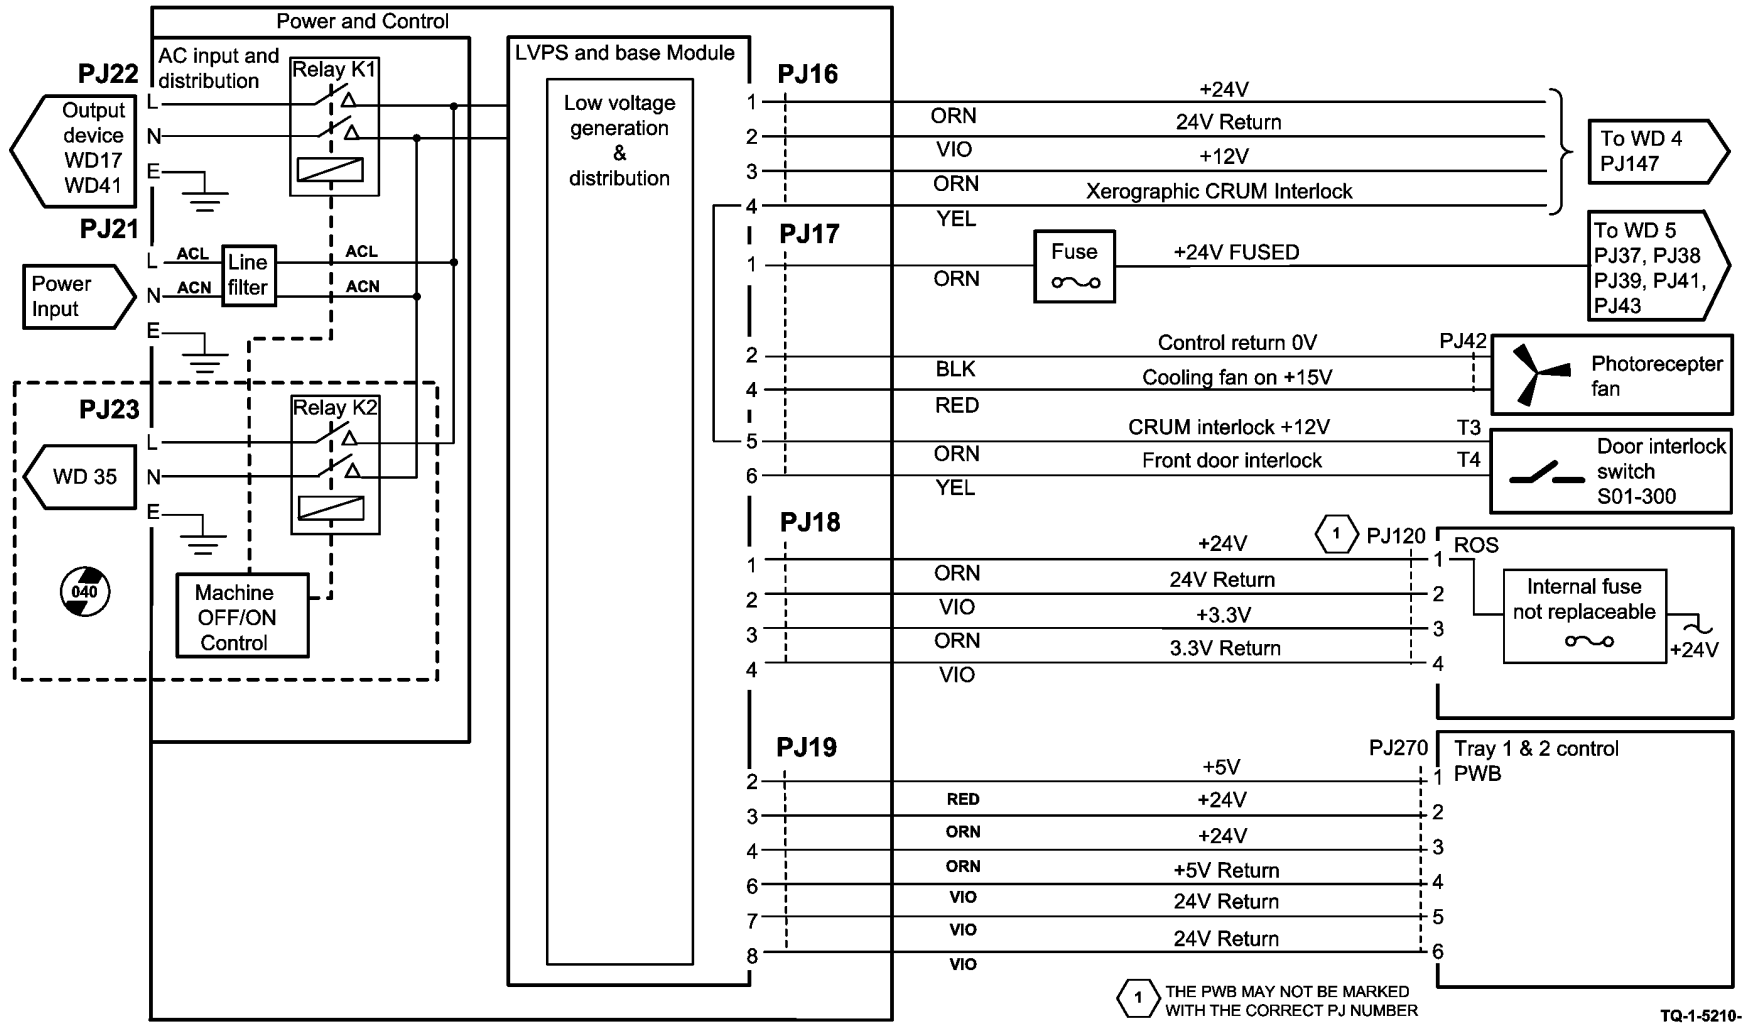 Power and Control
AC input and
distribution
PJ22
Output
device
WD17
WD41
L
N
E
Relay K1
PJ21
Power
Input
L
N
E
ACL
ACN
Line
filter
ACL
ACN
PJ23
WD 35
L
N
E
Relay K2
040
Machine
OFF/ON
Control
LVPS and base Module
Low voltage
generation
&
distribution
PJ16
1
+24V
ORN
2
24V Return
VIO
3
+12V
ORN
4
Xerographic CRUM Interlock
YEL
To WD 4
PJ147
PJ17
1
ORN
Fuse
+24V FUSED
To WD 5
PJ37, PJ38
PJ39, PJ41,
PJ43
2
Control return 0V
BLK
4
Cooling fan on +15V
RED
PJ42
Photorecepter
fan
5
CRUM interlock +12V
T3
ORN
6
Front door interlock
T4
YEL
Door interlock
switch
S01-300
PJ18
1
+24V
ORN
2
24V Return
VIO
3
+3.3V
ORN
4
3.3V Return
VIO
1
PJ120
1
2
3
4
ROS
Internal fuse
not replaceable
+24V
PJ19
2
+5V
RED
3
+24V
ORN
4
+24V
ORN
6
+5V Return
VIO
7
24V Return
VIO
8
24V Return
VIO
PJ270
1
2
3
4
5
6
Tray 1 & 2 control
PWB
1
THE PWB MAY NOT BE MARKED
WITH THE CORRECT PJ NUMBER
TQ-1-5210-